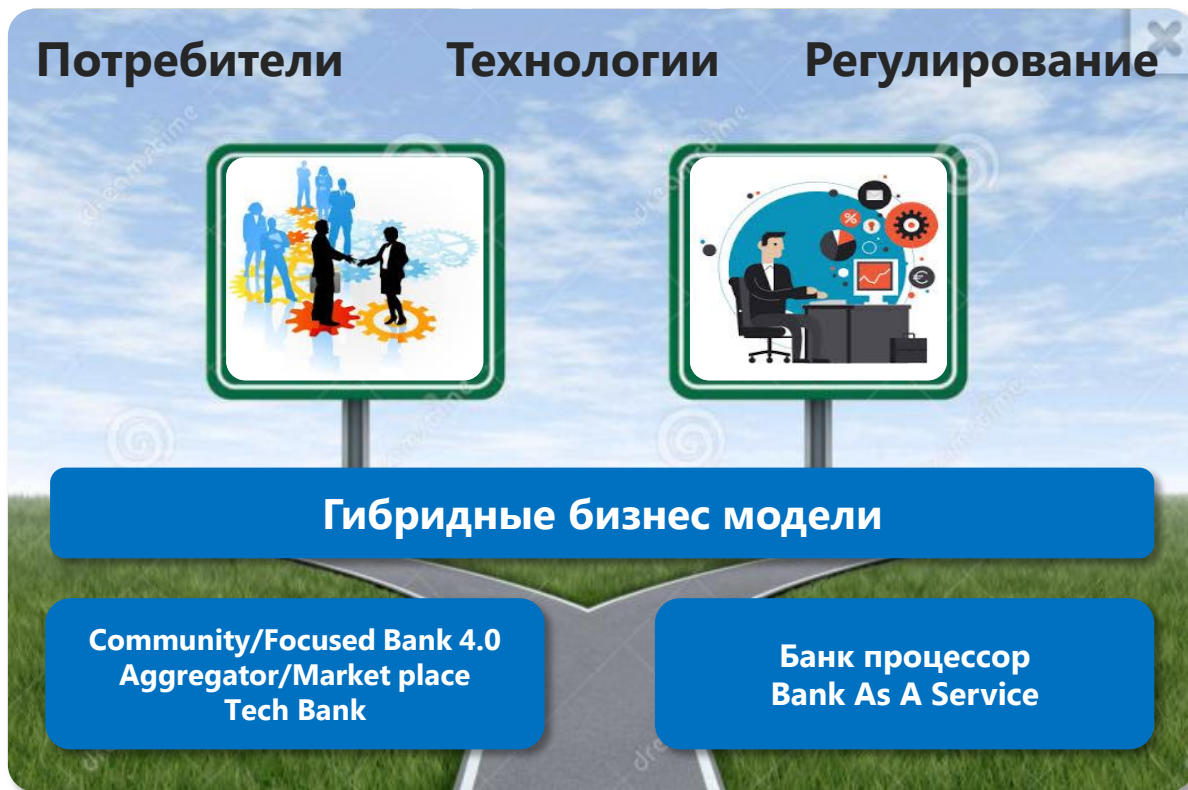 Потребители Технологии Регулирование
Гибридные бизнес модели
Community/Focused Bank 4.0
Aggregator/Market place
Tech Bank
Банк процессор
Bank As A Service
dreamstime